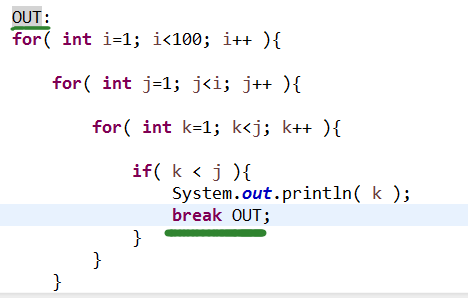 OUT:
for( int i=1; i<100; i++ ){
for( int j=1; j<i; j++ ){
for( int k=1; k<j; k++ ){
if( k < j ){
System.out.println( k );
break OUT;
}
}
}